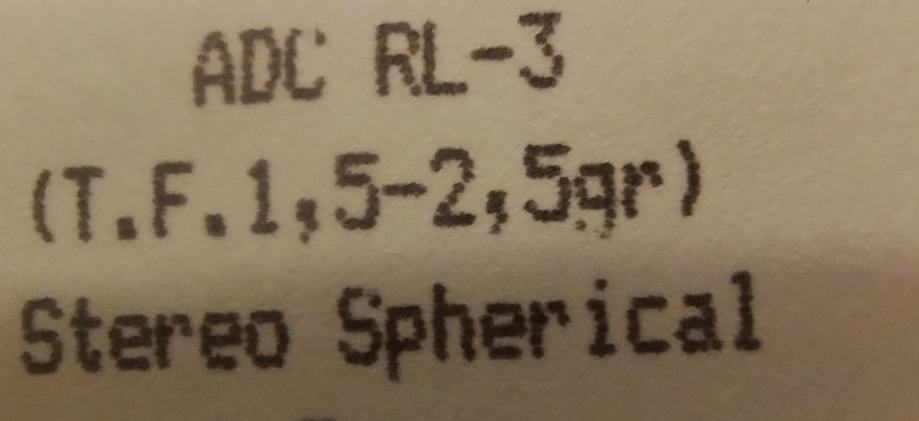 ADC RL-3
(T.F.1,5-2,5gr)
Stereo Spherical